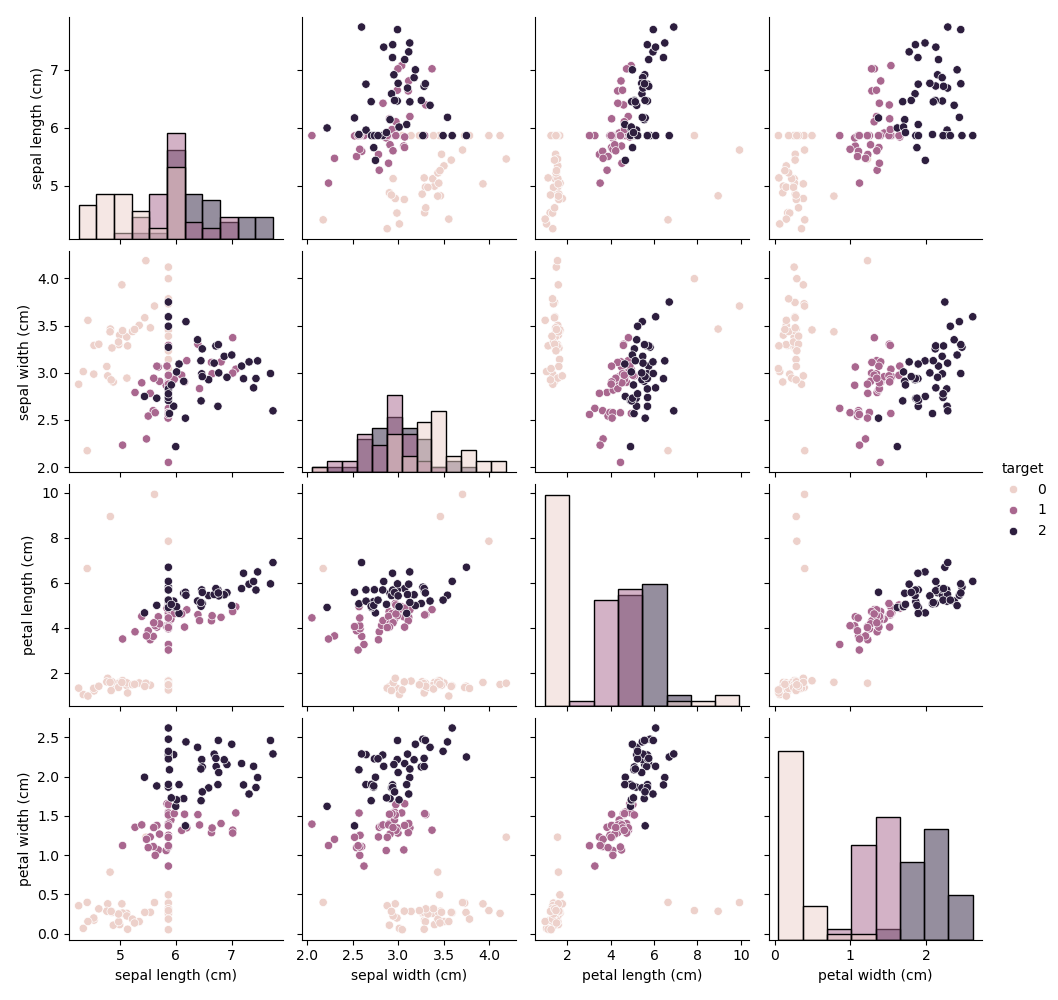 sepal length (cm)
7
6
5
sepal width (cm)
4.0
3.5
3.0
2.5
2.0
target
0
1
2
petal length (cm)
10
8
6
4
2
petal width (cm)
2.5
2.0
1.5
1.0
0.5
0.0
5 6 7
2.0 2.5 3.0 3.5 4.0
2 4 6 8 10
0 1 2
sepal length (cm) sepal width (cm) petal length (cm) petal width (cm)